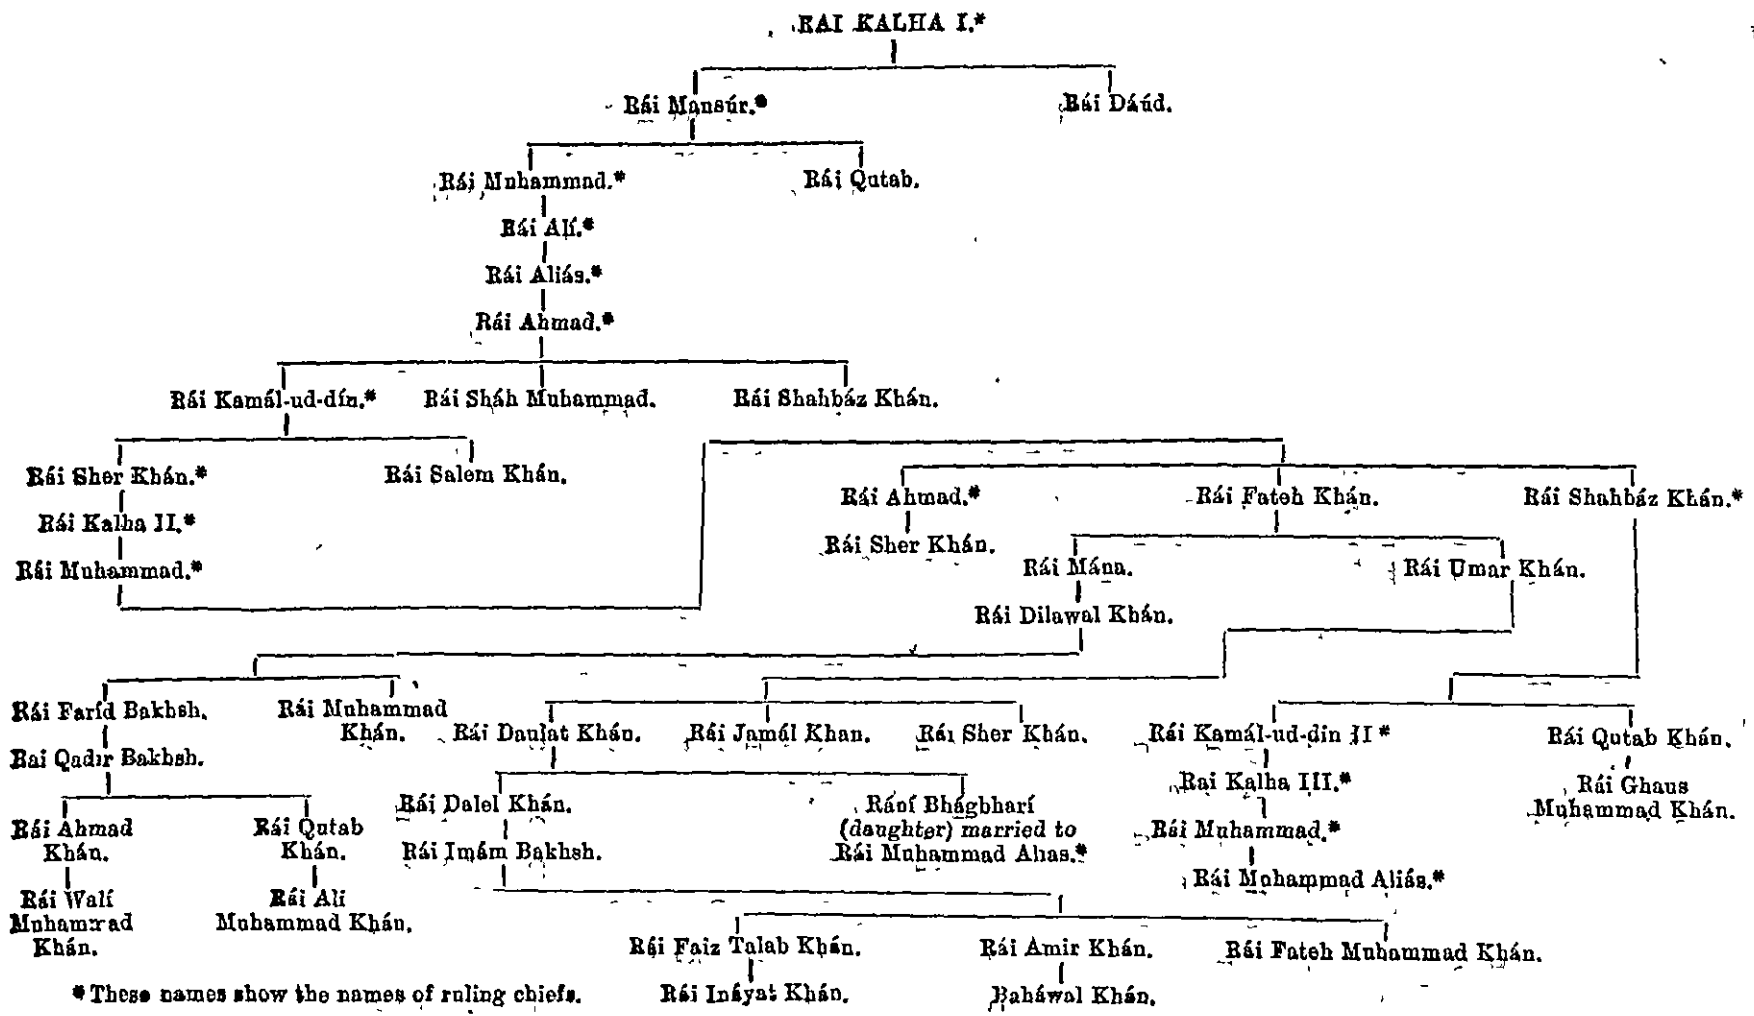 RAI KALHA I.*
Rái Mansúr.*
Rái Dáúd.
Rái Muhammad.*
Rái Qutab.
Rái Alí.*
Rái Aliás.*
Rái Ahmad.*
Rái Kamál-ud-dín.*
Rái Sháh Muhammad.
Rái Shahbáz Khán.
Rái Sher Khán.*
Rái Salem Khán.
Rái Ahmad.*
Rái Fateh Khán.
Rái Shahbáz Khán.*
Rái Kalha II.*
Rái Sher Khán.
Rái Muhammad.*
Rái Mána.
Rái Umar Khán.
Rái Dilawal Khán.
Rái Faríd Bakhsh.
Rái Muhammad
Khán.
Rái Daulat Khán.
Rái Jamál Khan.
Rái Sher Khán.
Rái Kamál-ud-din II*
Rái Qutab Khán.
Rai Qadir Bakhsh.
Rái Dalel Khán.
Rání Bhágbharí
(daughter) married to
Rái Muhammad Alias.*
Rai Kalha III.*
Rái Ghaus
Muhammad Khán.
Rái Ahmad
Khán.
Rái Qutab
Khán.
Rái Imám Bakhsh.
Rái Muhammad.*
Rái Mohammad Aliás.*
Rái Walí
Muhammad
Khán.
Rái Ali
Muhammad Khán.
Rái Faiz Talab Khán.
Rái Amir Khán.
Rái Fateh Muhammad Khán.
Rái Ináyat Khán.
Baháwal Khán.
*These names show the names of ruling chiefs.